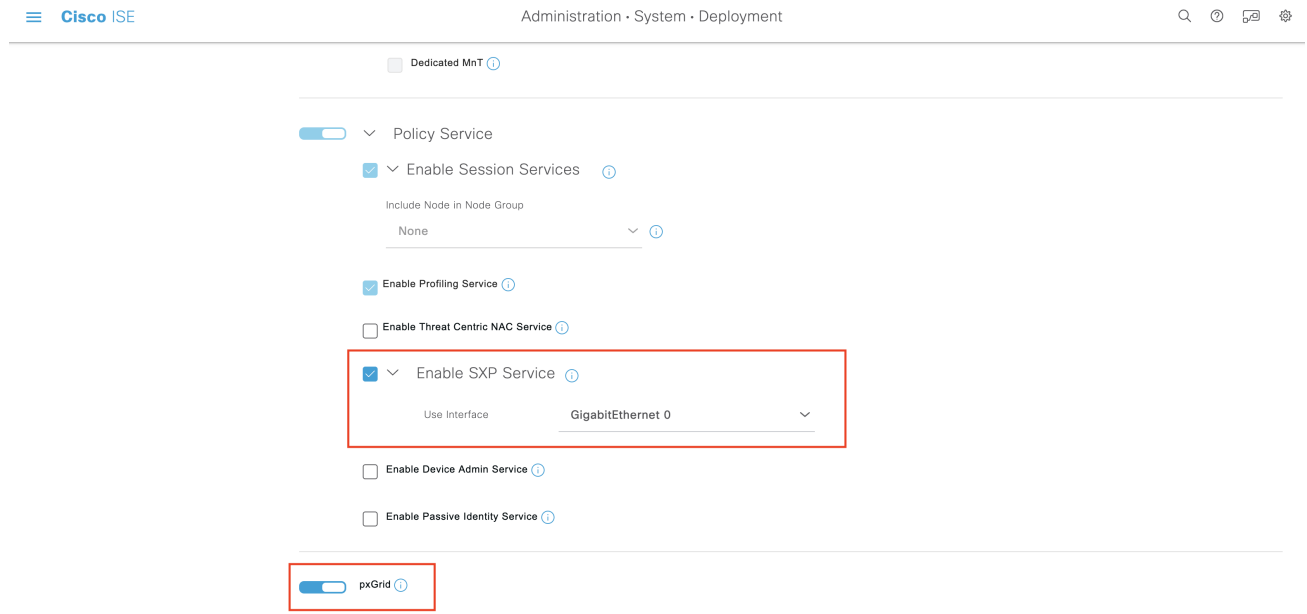 Cisco ISE
Administration · System · Deployment
Dedicated MnT
Policy Service
Enable Session Services
Include Node in Node Group
None
Enable Profiling Service
Enable Threat Centric NAC Service
Enable SXP Service
Use Interface GigabitEthernet 0
Enable Device Admin Service
Enable Passive Identity Service
pxGrid